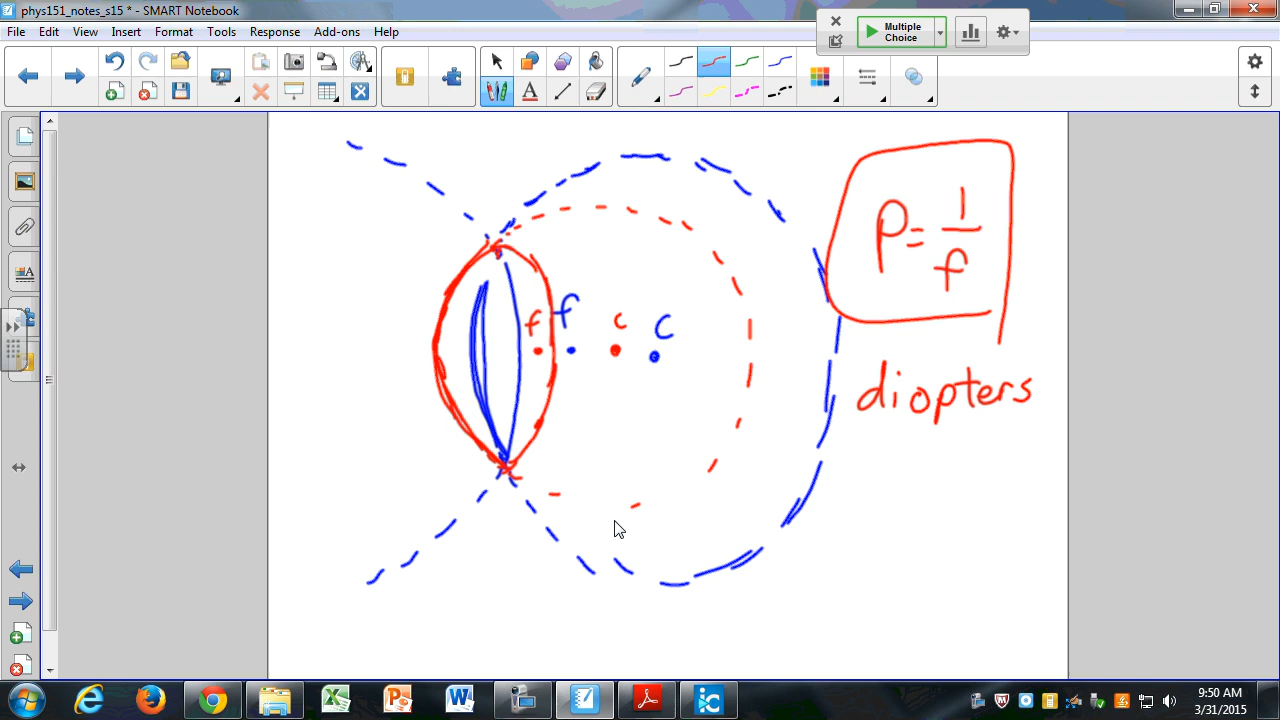 phys151_notes_s15 * - SMART Notebook
File Edit View Insert Format Tools Response Add-ons Help
Multiple Choice
P = 1/f
f f c c
diopters
9:50 AM
3/31/2015